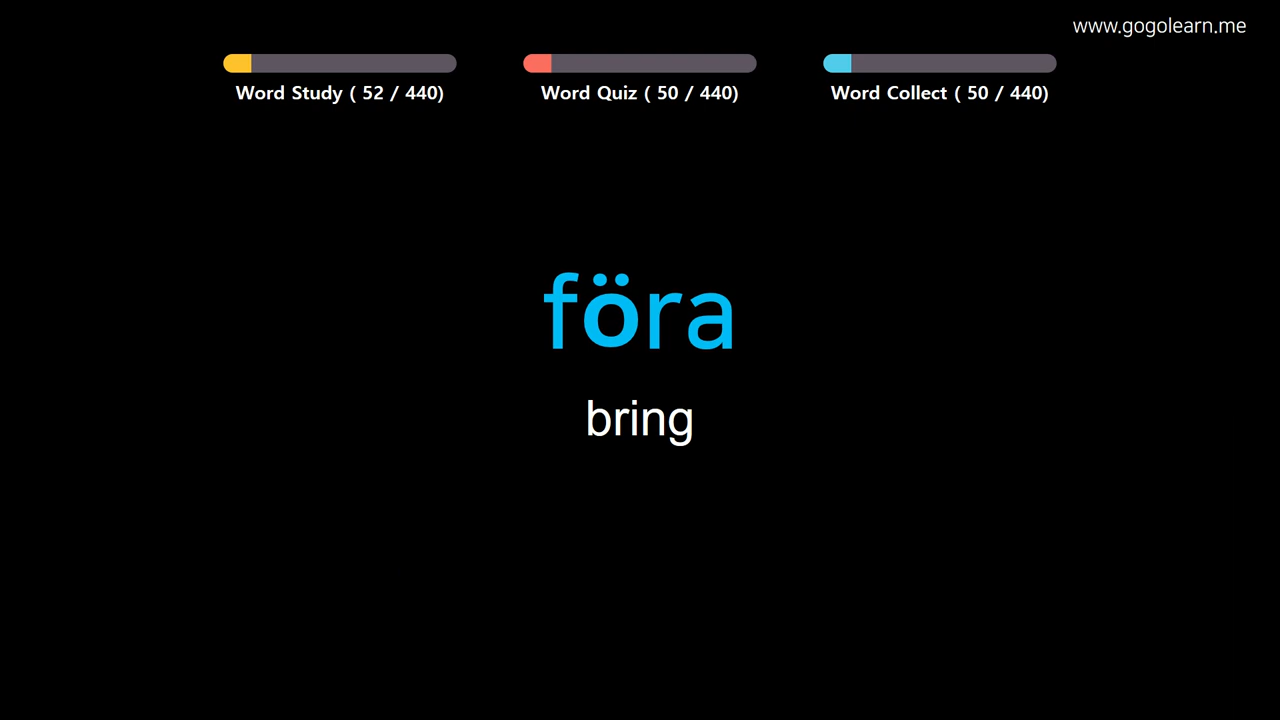 www.gogolearn.me
Word Study ( 52 / 440)
Word Quiz ( 50 / 440)
Word Collect ( 50 / 440)
föra
bring